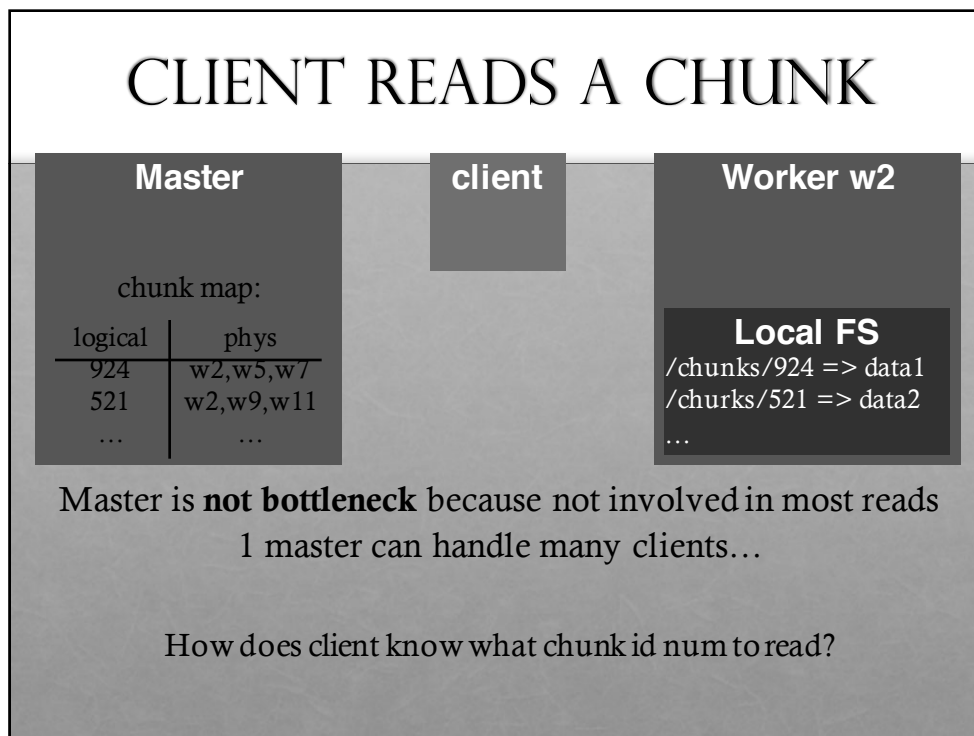 CLIENT READS A CHUNK
Master
chunk map:
logical phys
924 w2,w5,w7
521 w2,w9,w11
… …
client
Worker w2
Local FS
/chunks/924 => data1
/churks/521 => data2
…
Master is not bottleneck because not involved in most reads
1 master can handle many clients…
How does client know what chunk id num to read?